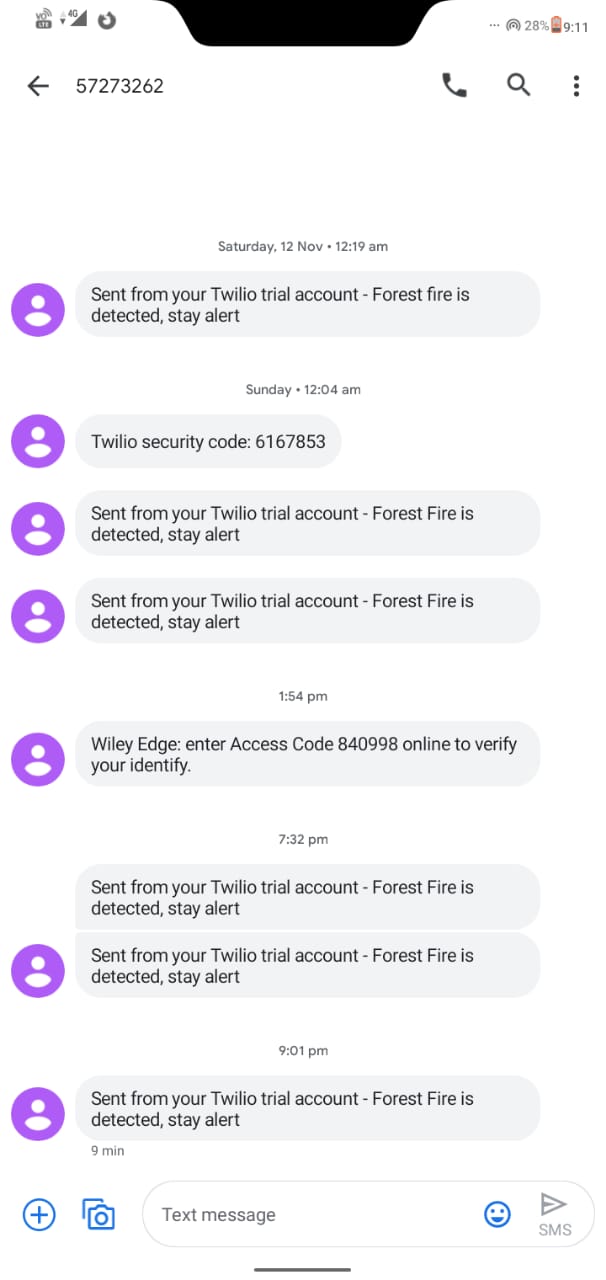 VO)) LTE 4G ... 28% 9:11
57273262
Saturday, 12 Nov • 12:19 am
Sent from your Twilio trial account - Forest fire is
detected, stay alert
Sunday • 12:04 am
Twilio security code: 6167853
Sent from your Twilio trial account - Forest Fire is
detected, stay alert
Sent from your Twilio trial account - Forest Fire is
detected, stay alert
1:54 pm
Wiley Edge: enter Access Code 840998 online to verify
your identify.
7:32 pm
Sent from your Twilio trial account - Forest Fire is
detected, stay alert
Sent from your Twilio trial account - Forest Fire is
detected, stay alert
9:01 pm
Sent from your Twilio trial account - Forest Fire is
detected, stay alert
9 min
Text message
SMS